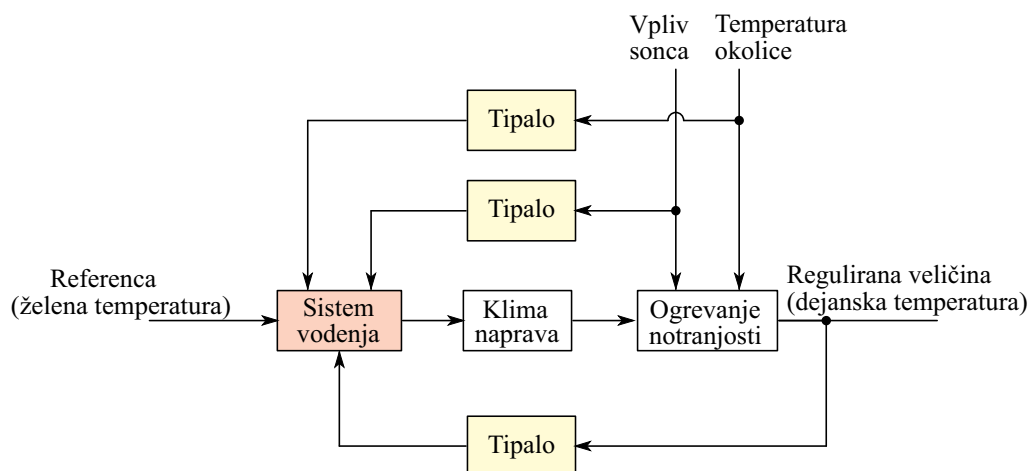 Vpliv
sonca
Temperatura
okolice
Tipalo
Tipalo
Referenca
(želena temperatura)
Sistem
vodenja
Klima
naprava
Ogrevanje
notranjosti
Regulirana veličina
(dejanska temperatura)
Tipalo